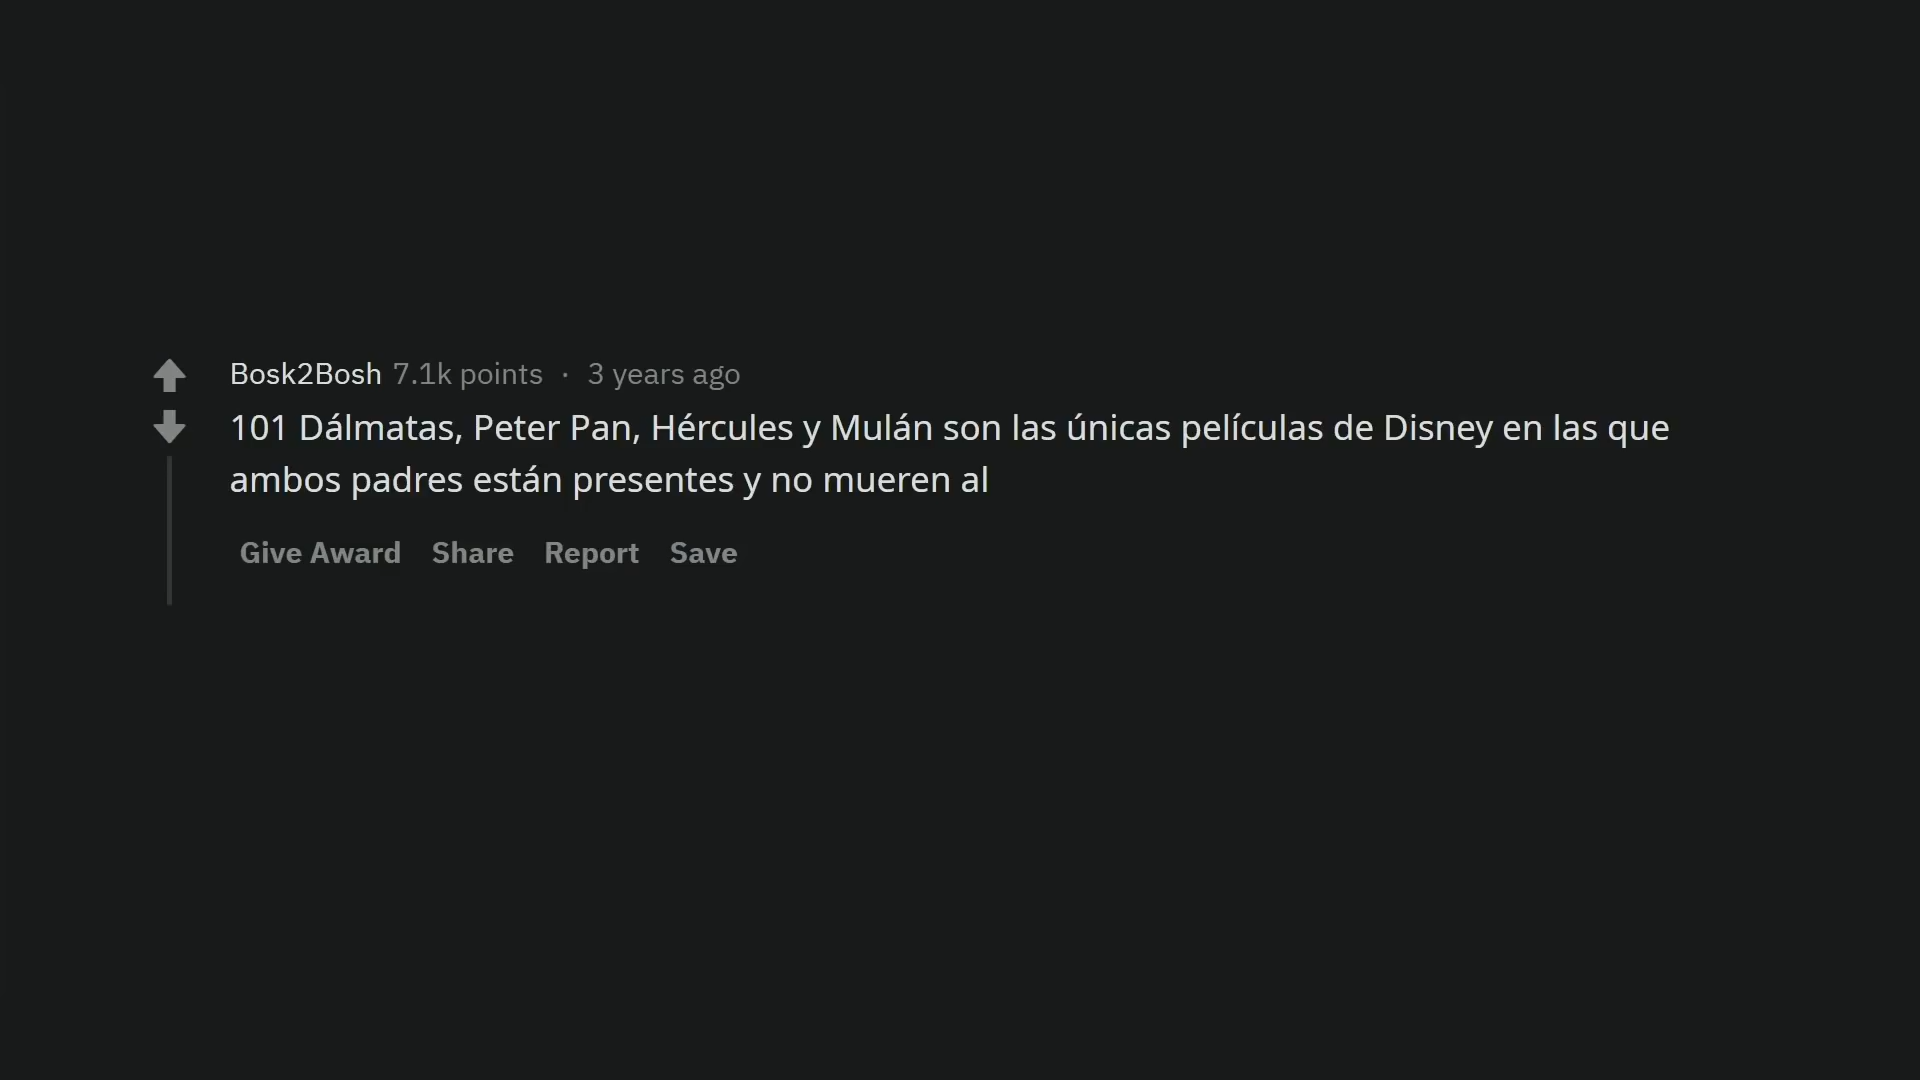 Bosk2Bosh 7.1k points · 3 years ago
101 Dálmatas, Peter Pan, Hércules y Mulán son las únicas películas de Disney en las que
ambos padres están presentes y no mueren al
Give Award Share Report Save